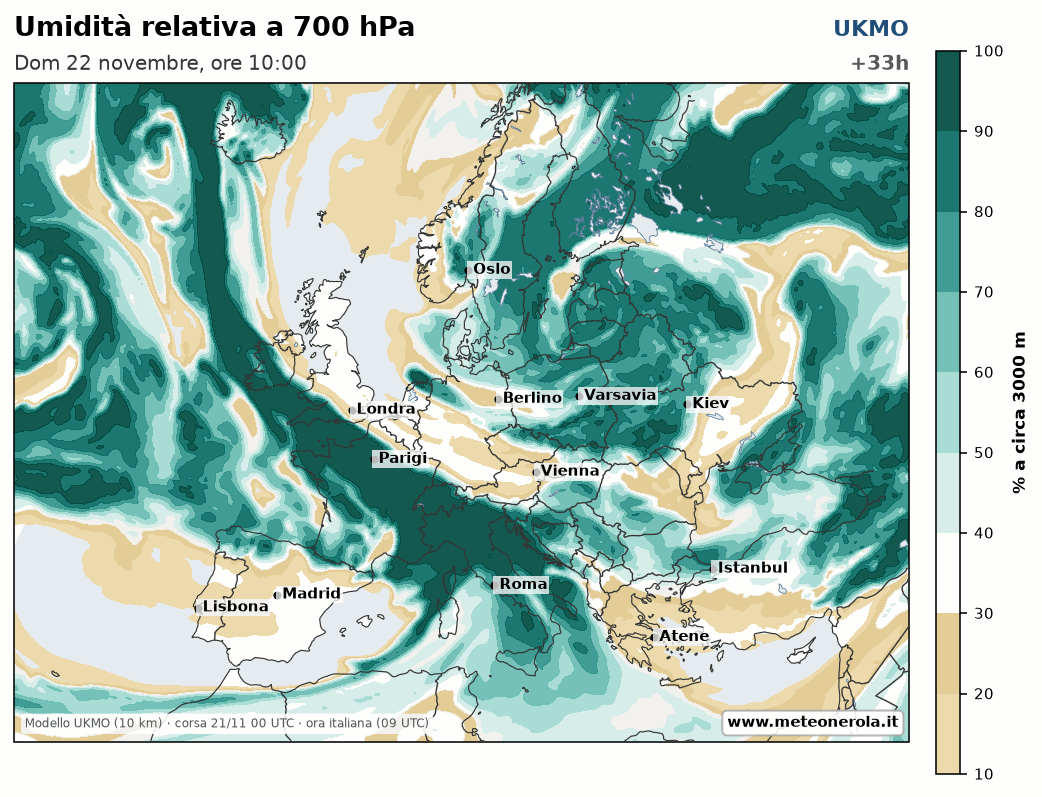 Umidità relativa a 700 hPa
UKMO
Dom 22 novembre, ore 10:00
+33h
100
90
80
70
60
50
40
30
20
10
% a circa 3000 m
Oslo
Londra
Berlino
Varsavia
Kiev
Parigi
Vienna
Istanbul
Roma
Madrid
Lisbona
Atene
Modello UKMO (10 km) · corsa 21/11 00 UTC · ora italiana (09 UTC)
www.meteonerola.it